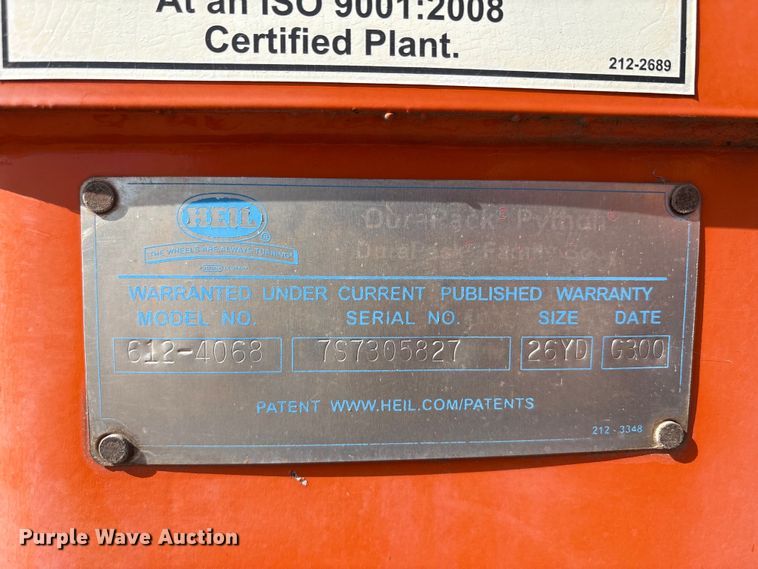 At an ISO 9001:2008
Certified Plant.
212-2689
HEIL
®
THE WHEELS ARE ALWAYS TURNING
DuraPack® Python®
DuraPack®
WARRANTED UNDER CURRENT PUBLISHED WARRANTY
MODEL NO. SERIAL NO. SIZE DATE
612-4068 7S7305827 26YD G300
PATENT WWW.HEIL.COM/PATENTS
212 - 3348
Purple Wave Auction